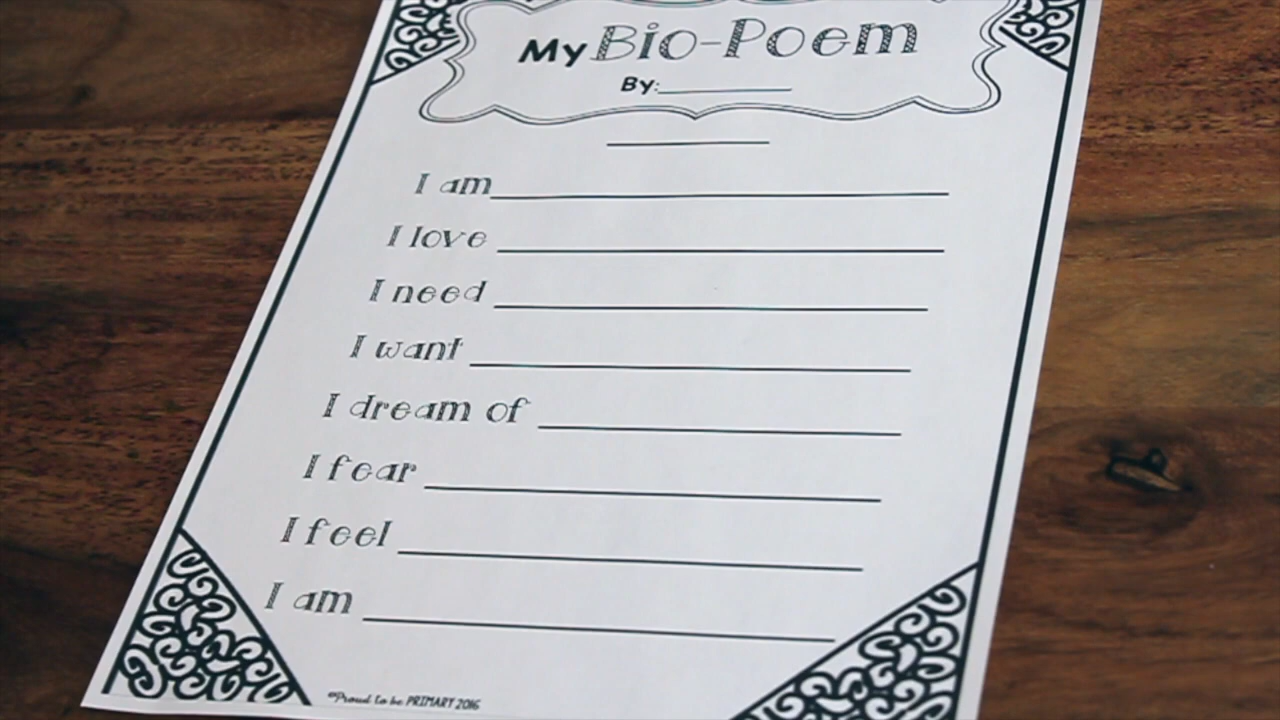 My Bio-Poem
By:
I am
I love
I need
I want
I dream of
I fear
I feel
I am
©Proud to be PRIMARY 2016